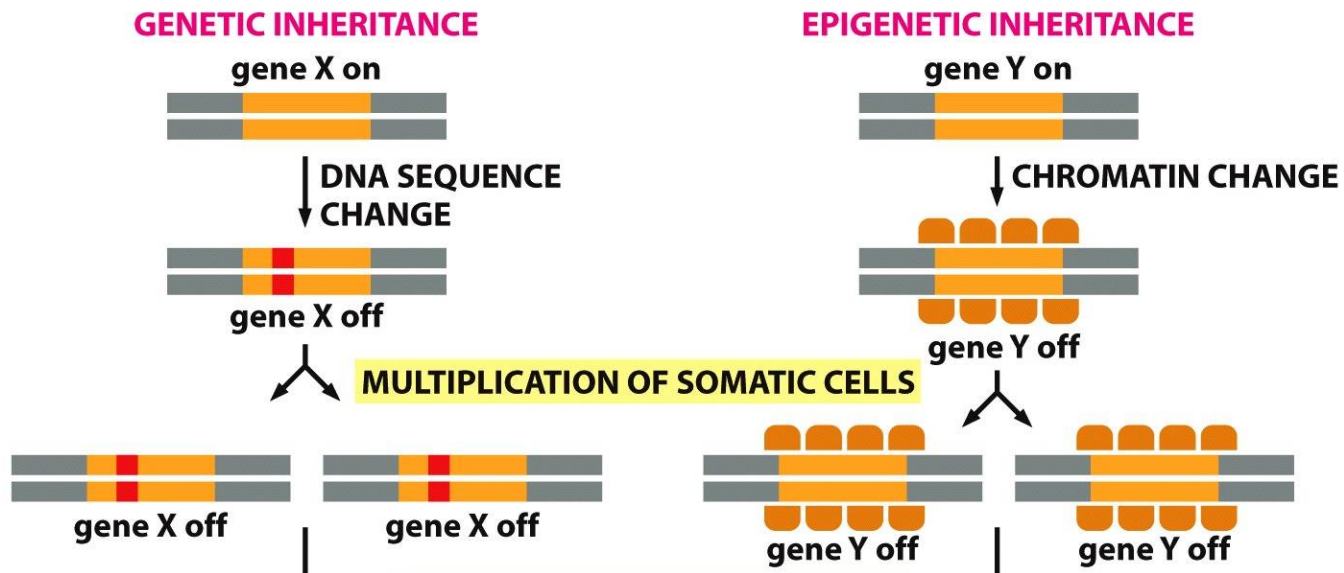 GENETIC INHERITANCE
EPIGENETIC INHERITANCE
gene X on
gene Y on
DNA SEQUENCE
CHANGE
CHROMATIN CHANGE
gene X off
gene Y off
MULTIPLICATION OF SOMATIC CELLS
gene X off
gene X off
gene Y off
gene Y off